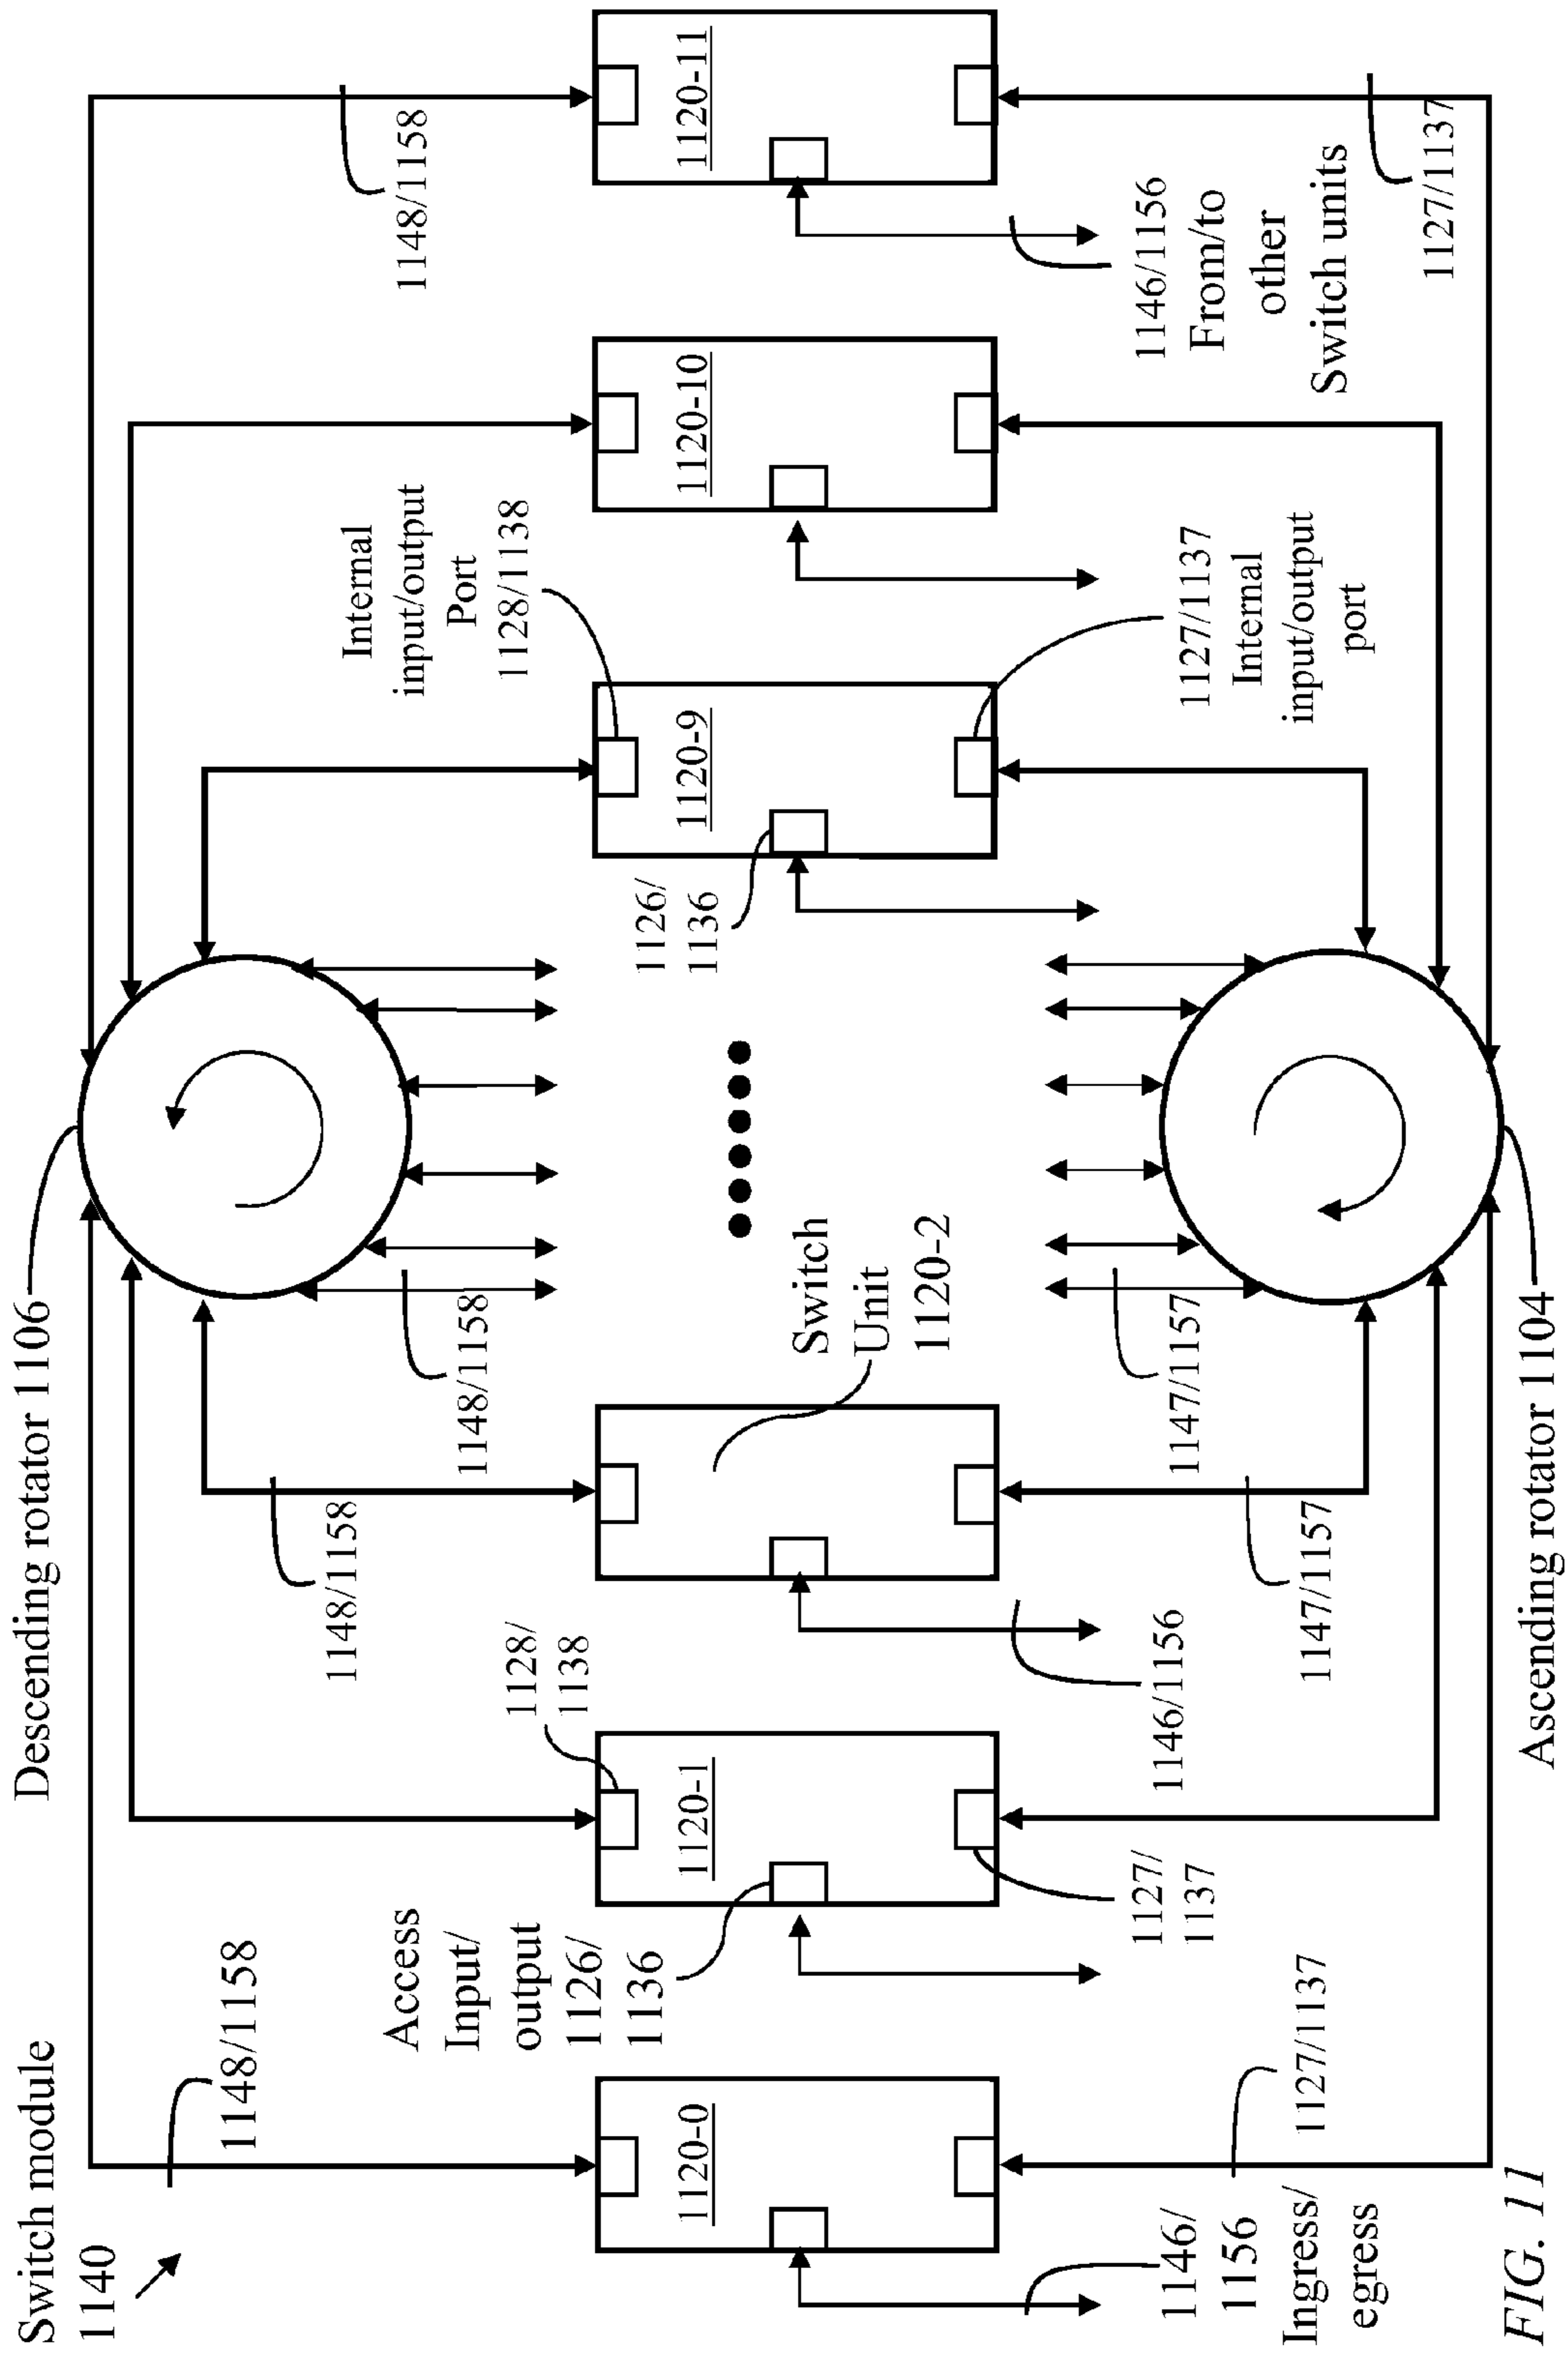 Switch module
1140
Descending rotator 1106
1148/1158
1148/1158
1148/1158
1148/1158
Internal
input/output
Port
1128/1138
Access
Input/
output
1126/
1136
1128/
1138
1126/
1136
1120-0
1120-1
Switch
Unit
1120-2
1120-9
1120-10
1120-11
1146/
1156
Ingress/
egress
1127/1137
1127/
1137
1146/1156
1147/1157
1147/1157
1127/1137
Internal
input/output
port
1146/1156
From/to
other
Switch units
1127/1137
Ascending rotator 1104
FIG. 11